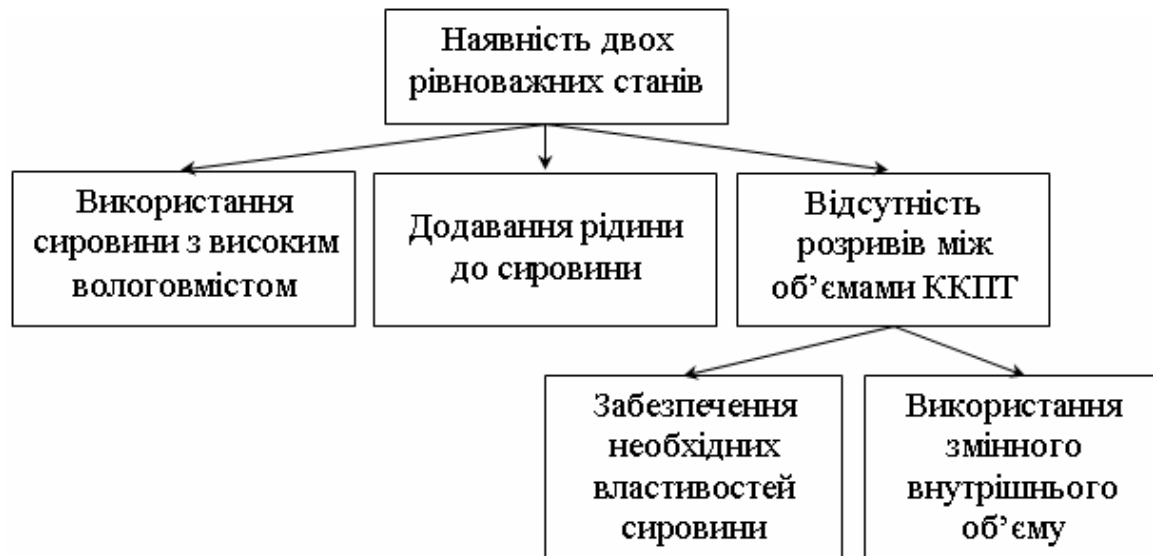 Наявність двох
рівноважних станів
Використання
сировини з високим
вологовмістом
Додавання рідини
до сировини
Відсутність
розривів між
об’ємами ККПТ
Забезпечення
необхідних
властивостей
сировини
Використання
змінного
внутрішнього
об’єму